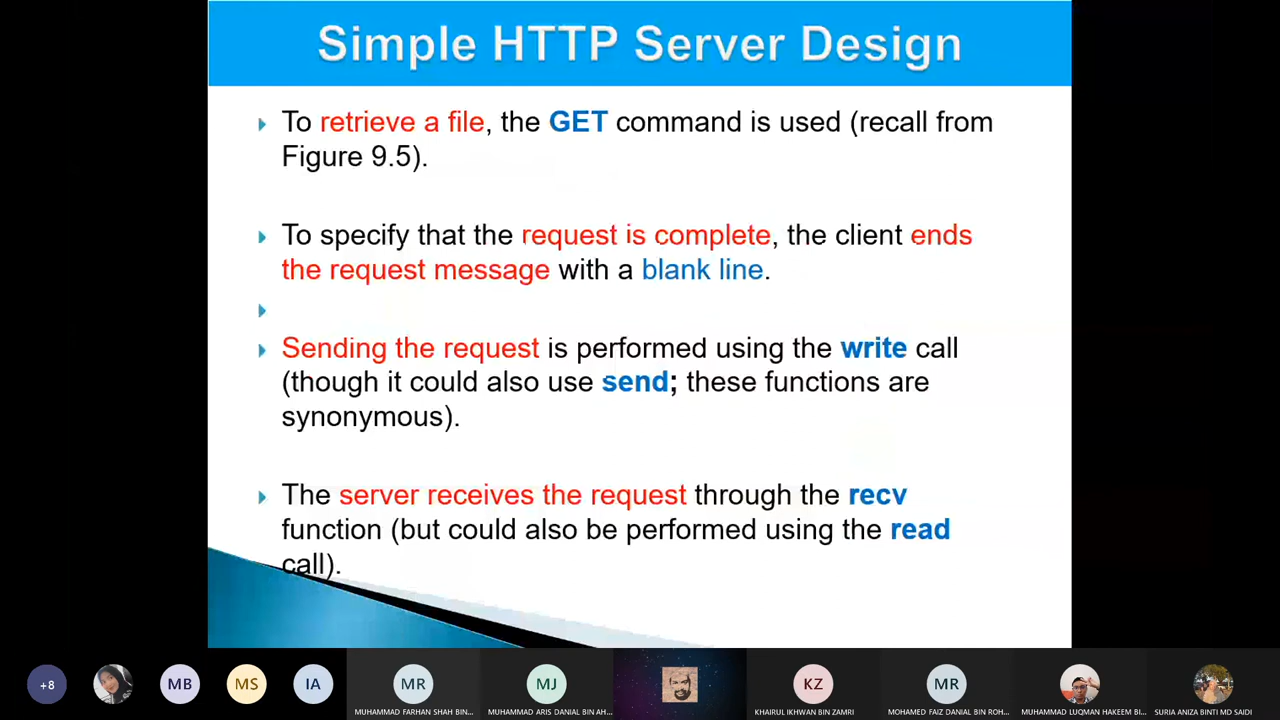 Simple HTTP Server Design
To retrieve a file, the GET command is used (recall from
Figure 9.5).
To specify that the request is complete, the client ends
the request message with a blank line.
Sending the request is performed using the write call
(though it could also use send; these functions are
synonymous).
The server receives the request through the recv
function (but could also be performed using the read
call).
+8
MB
MS
IA
MR
MJ
KZ
MR
MUHAMMAD FARHAN SHAH BIN...
MUHAMMAD ARIS DANIAL BIN AH...
KHAIRUL IKHWAN BIN ZAMRI
MOHAMED FAIZ DANIAL BIN ROH...
MUHAMMAD LUQMAN HAKEEM BI...
SURIA ANIZA BINTI MD SAIDI